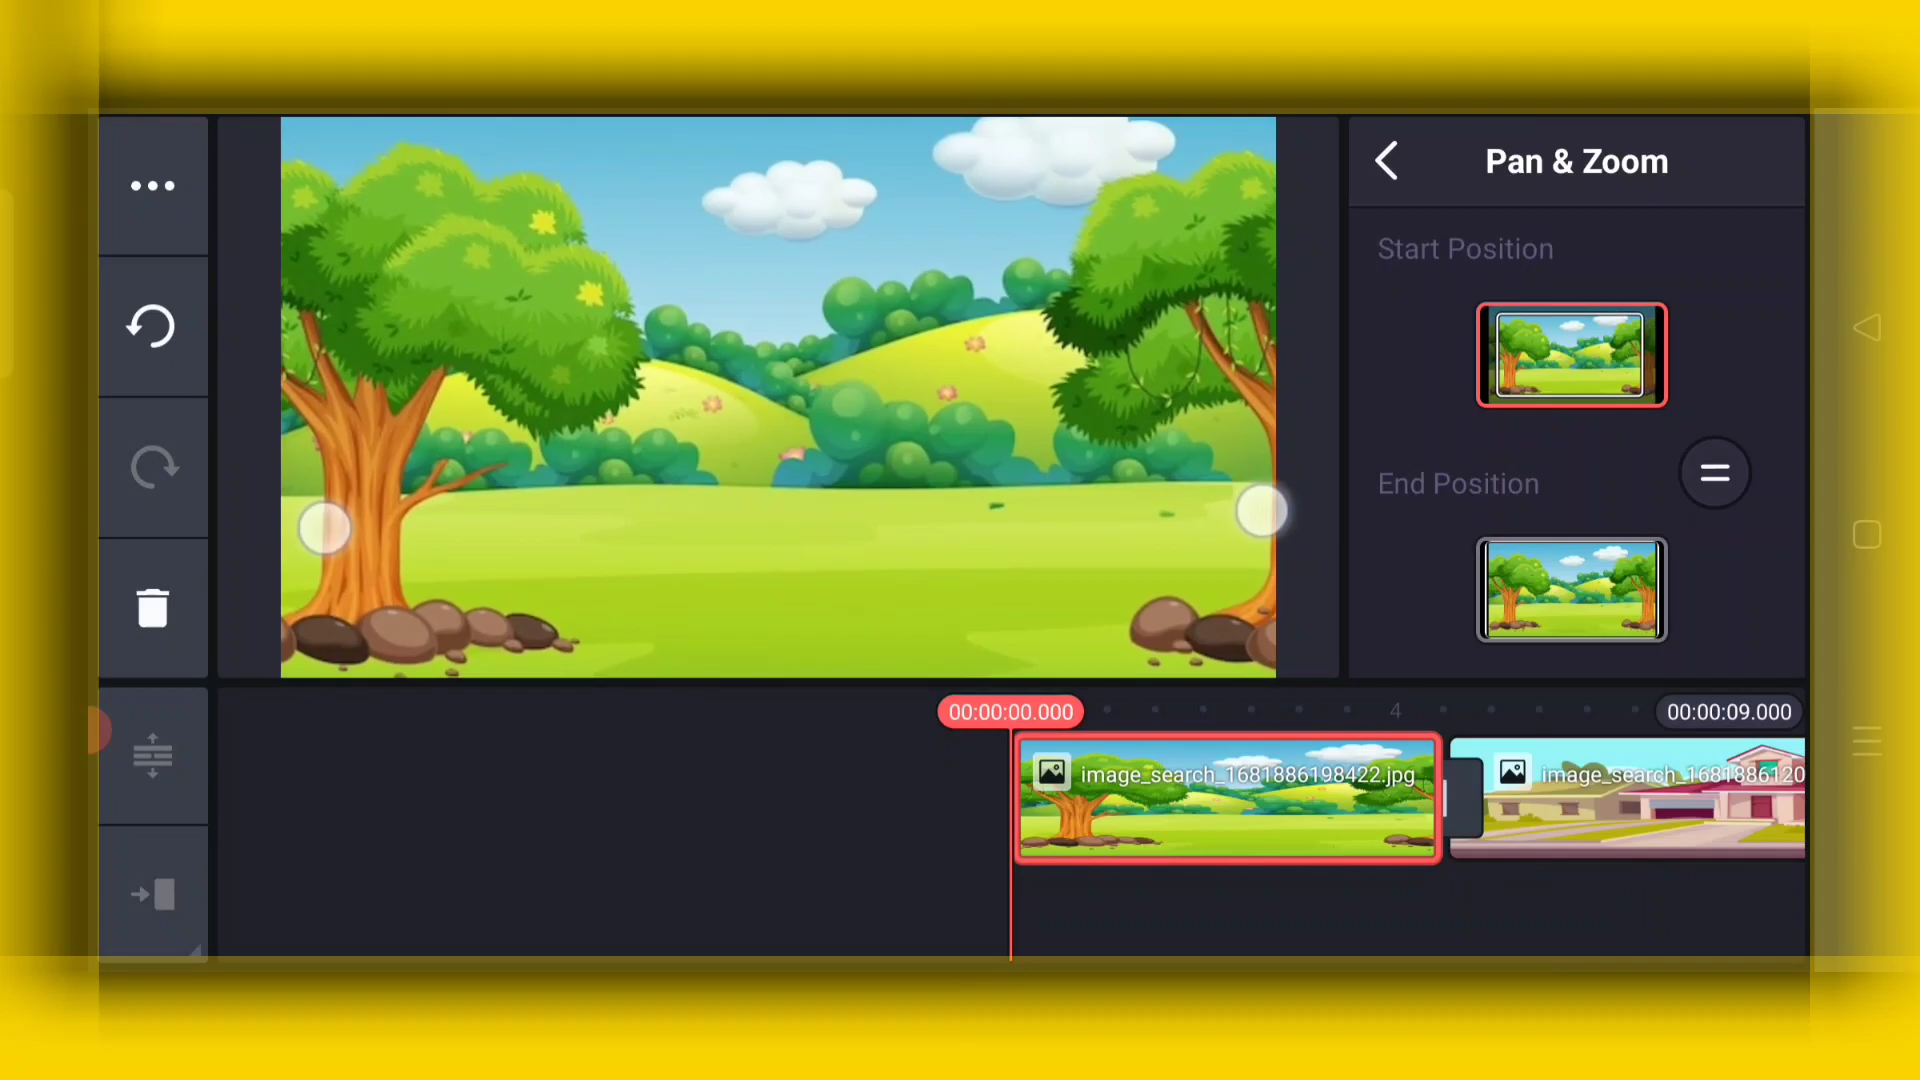 Pan & Zoom
Start Position
End Position
00:00:00.000
4
00:00:09.000
image_search_1681886198422.jpg
image_search_1681886120